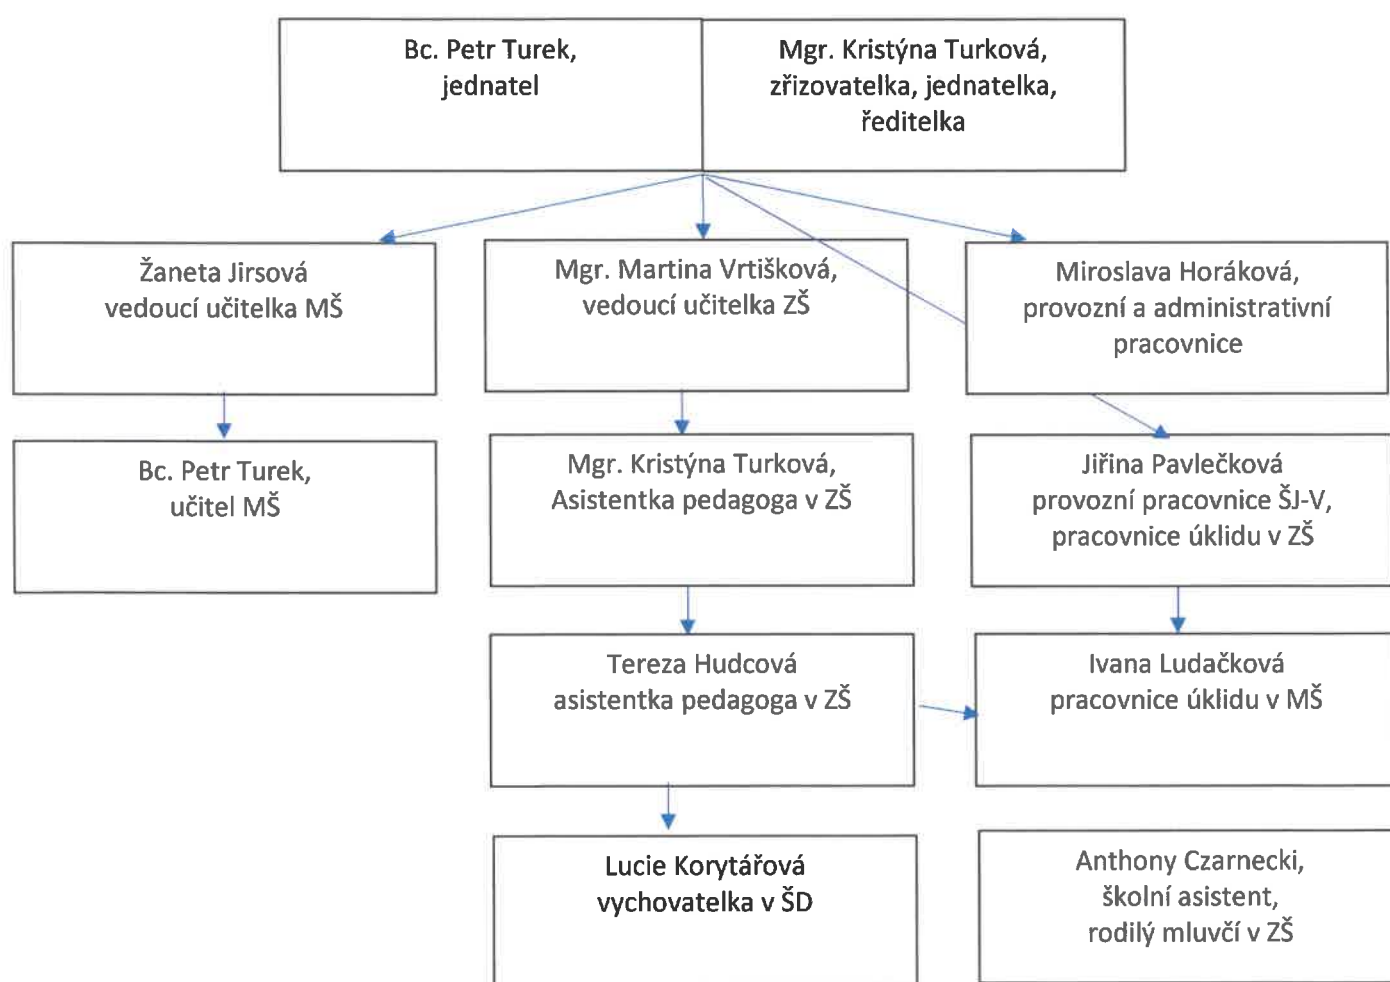 Bc. Petr Turek,
jednatel
Mgr. Kristýna Turková,
zřizovatelka, jednatelka,
ředitelka
Žaneta Jirsová
vedoucí učitelka MŠ
Mgr. Martina Vrtišková,
vedoucí učitelka ZŠ
Miroslava Horáková,
provozní a administrativní
pracovnice
Bc. Petr Turek,
učitel MŠ
Mgr. Kristýna Turková,
Asistentka pedagoga v ZŠ
Jiřina Pavlečková
provozní pracovnice ŠJ-V,
pracovnice úklidu v ZŠ
Tereza Hudcová
asistentka pedagoga v ZŠ
Ivana Ludačková
pracovnice úklidu v MŠ
Lucie Korytářová
vychovatelka v ŠD
Anthony Czarnecki,
školní asistent,
rodilý mluvčí v ZŠ